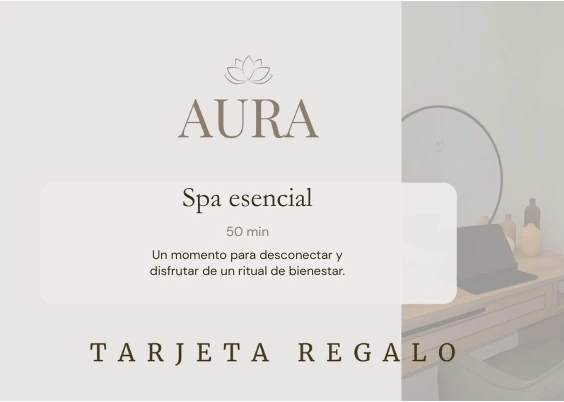 AURA
Spa esencial
50 min
Un momento para desconectar y
disfrutar de un ritual de bienestar.
TARJETA REGALO